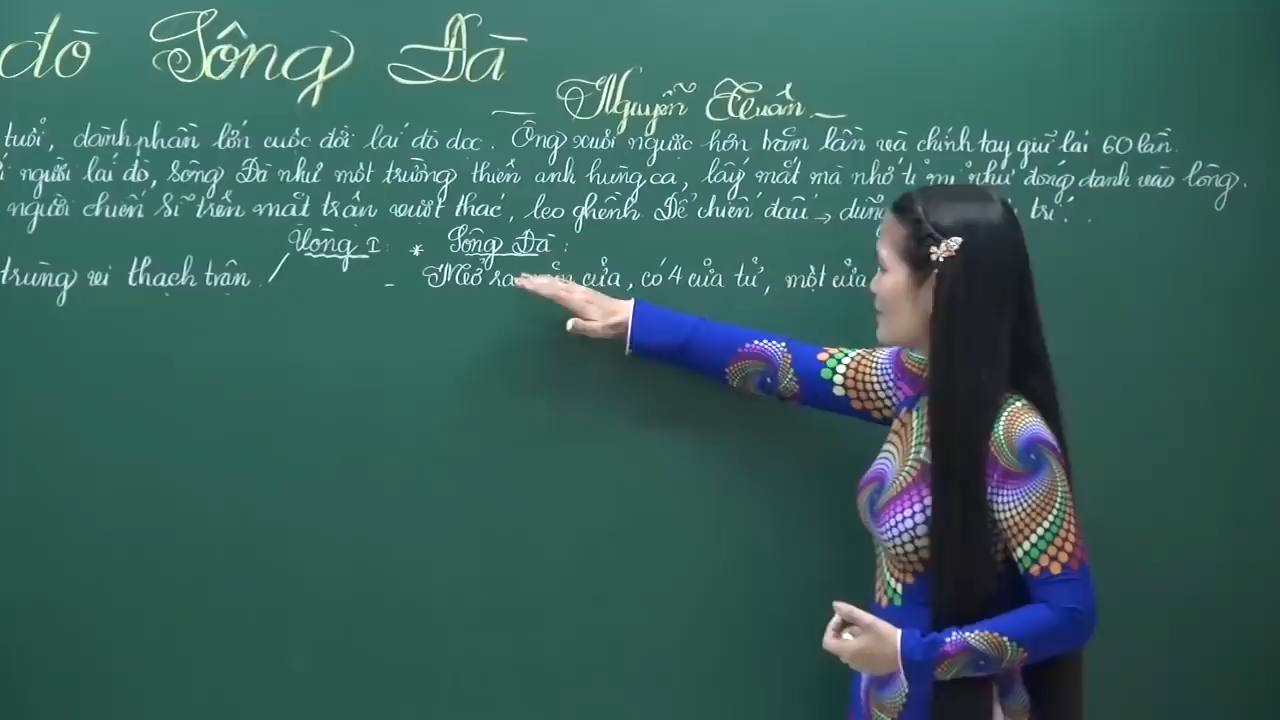 đò Sông Đà
Nguyễn Tuân
tuổi, dành phần lớn cuộc đời lái đò dọc. Ông xuôi ngược hơn trăm lần và chính tay giữ lái 60 lần.
người lái đò, Sông Đà như một trường thiên anh hùng ca, lấy mắt mà nhớ tỉ mỉ như đóng đanh vào lòng.
người chiến sĩ trên mặt trận vượt thác, leo ghềnh Để chiến đấu → dũng trí.
Vòng I: * Sông Đà:
trùng vi thạch trận. / - Mở ra cửa, có 4 cửa tử, một cửa